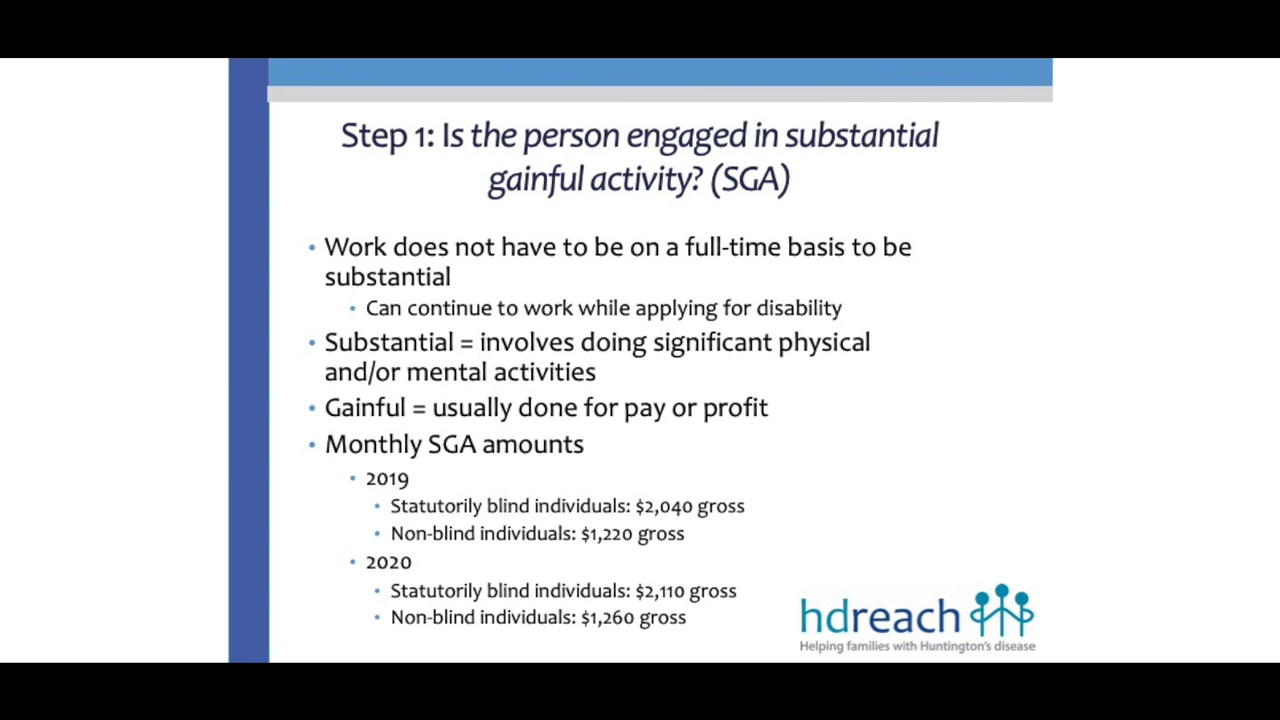 Step 1: Is the person engaged in substantial
gainful activity? (SGA)
• Work does not have to be on a full-time basis to be
substantial
• Can continue to work while applying for disability
• Substantial = involves doing significant physical
and/or mental activities
• Gainful = usually done for pay or profit
• Monthly SGA amounts
• 2019
• Statutorily blind individuals: $2,040 gross
• Non-blind individuals: $1,220 gross
• 2020
• Statutorily blind individuals: $2,110 gross
• Non-blind individuals: $1,260 gross
hdreach
Helping families with Huntington's disease